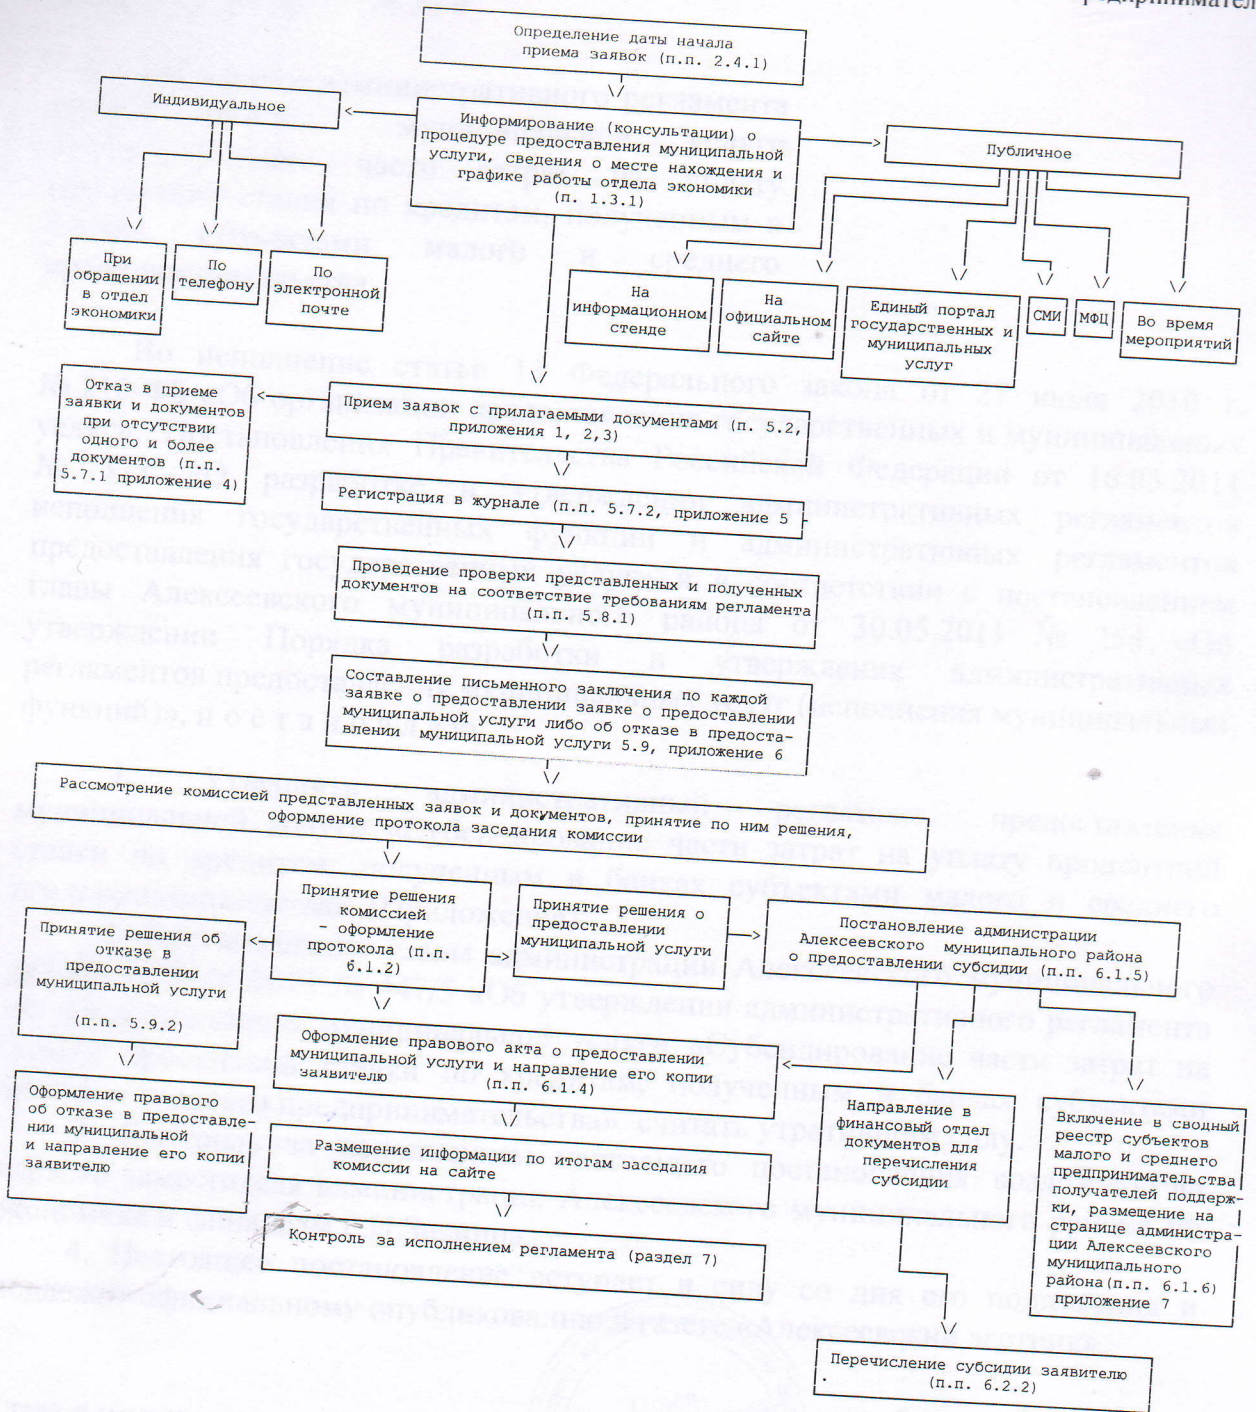 Определение даты начала
приема заявок (п.п. 2.4.1)
Индивидуальное
Информирование (консультации) о
процедуре предоставления муниципальной
услуги, сведения о месте нахождения и
графике работы отдела экономики
(п. 1.3.1)
Публичное
При
обращении
в отдел
экономики
По
телефону
По
электронной
почте
На
информационном
стенде
На
официальном
сайте
Единый портал
государственных и
муниципальных
услуг
СМИ
МФЦ
Во время
мероприятий
Отказ в приеме
заявки и документов
при отсутствии
одного и более
документов (п.п.
5.7.1 приложение 4)
Прием заявок с прилагаемыми документами (п. 5.2,
приложения 1, 2,3)
Регистрация в журнале (п.п. 5.7.2, приложение 5
Проведение проверки представленных и полученных
документов на соответствие требованиям регламента
(п.п. 5.8.1)
Составление письменного заключения по каждой
заявке о предоставлении заявке о предоставлении
муниципальной услуги либо об отказе в предоста-
влении муниципальной услуги 5.9, приложение 6
Рассмотрение комиссией представленных заявок и документов, принятие по ним решения,
оформление протокола заседания комиссии
Принятие решения об
отказе в
предоставлении
муниципальной услуги
(п.п. 5.9.2)
Принятие решения
комиссией
- оформление
протокола (п.п.
6.1.2)
Принятие решения о
предоставлении
муниципальной услуги
Постановление администрации
Алексеевского муниципального района
о предоставлении субсидии (п.п. 6.1.5)
Оформление правового
об отказе в предоставле-
нии муниципальной
и направление его копии
заявителю
Оформление правового акта о предоставлении
муниципальной услуги и направление его копии
заявителю (п.п. 6.1.4)
Размещение информации по итогам заседания
комиссии на сайте
Контроль за исполнением регламента (раздел 7)
Направление в
финансовый отдел
документов для
перечисления
субсидии
Включение в сводный
реестр субъектов
малого и среднего
предпринимательства
получателей поддерж-
ки, размещение на
странице администра-
ции Алексеевского
муниципального
района(п.п. 6.1.6)
приложение 7
Перечисление субсидии заявителю
(п.п. 6.2.2)